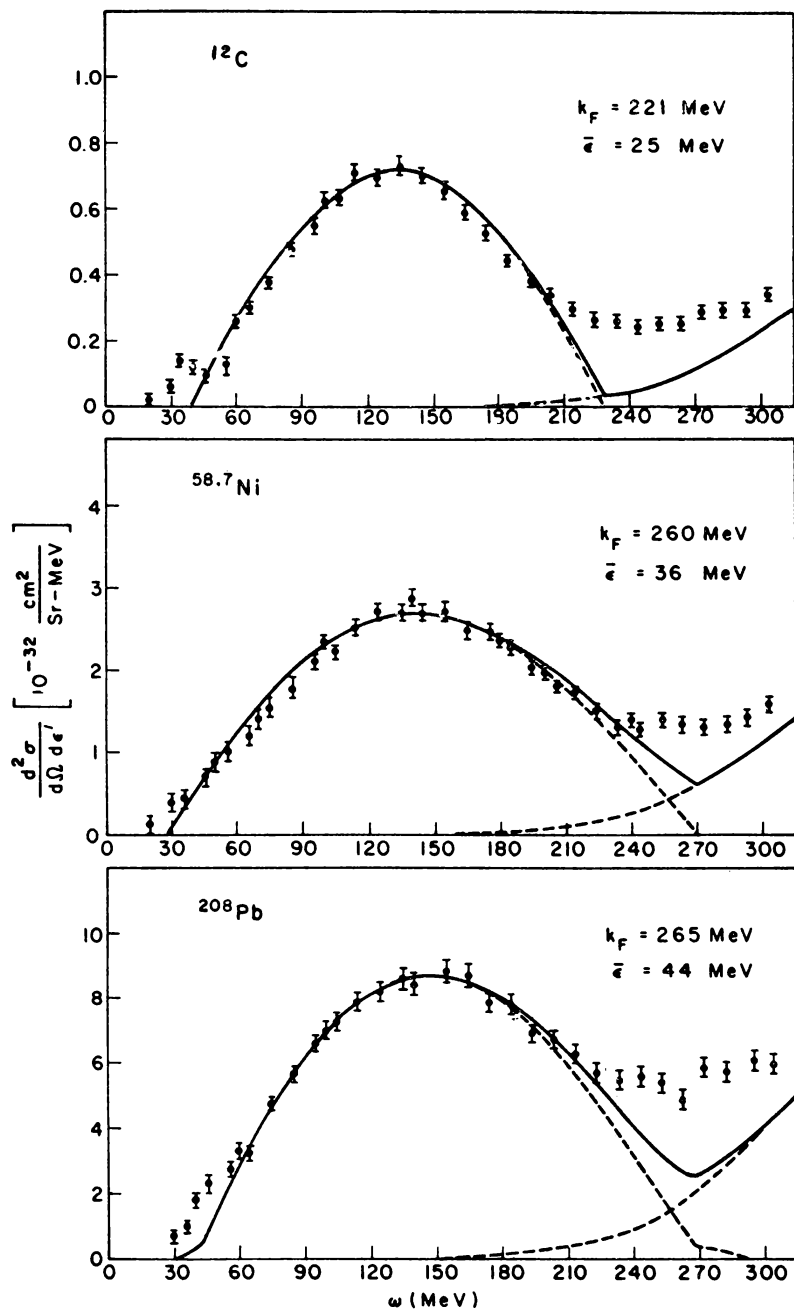 12C
kF = 221 MeV
ε̄ = 25 MeV
1.0
0.8
0.6
0.4
0.2
0
0 30 60 90 120 150 180 210 240 270 300
58.7Ni
kF = 260 MeV
ε̄ = 36 MeV
4
3
2
1
0
0 30 60 90 120 150 180 210 240 270 300
d²σ / dΩ dε′ [10⁻³² cm² / Sr-MeV]
208Pb
kF = 265 MeV
ε̄ = 44 MeV
10
8
6
4
2
0
0 30 60 90 120 150 180 210 240 270 300
ω (MeV)